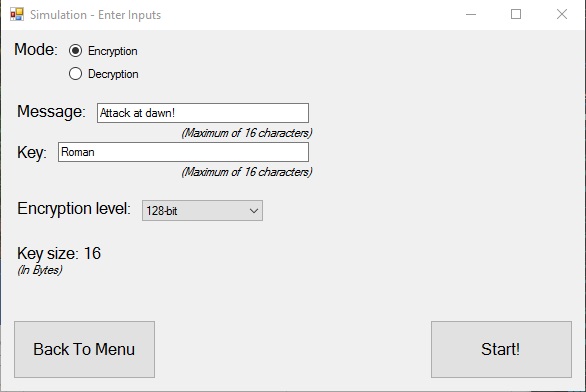 Simulation - Enter Inputs
Mode: Encryption
Decryption
Message: Attack at dawn!
(Maximum of 16 characters)
Key: Roman
(Maximum of 16 characters)
Encryption level: 128-bit
Key size: 16
(In Bytes)
Back To Menu Start!